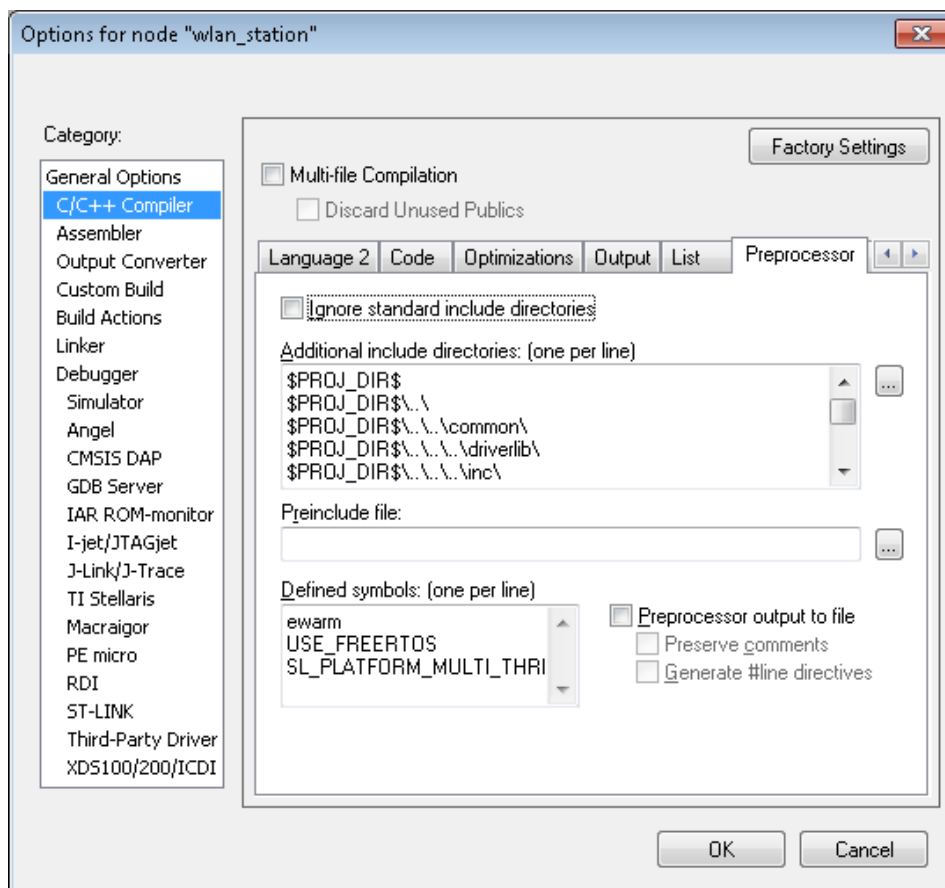 Options for node "wlan_station"
Category:
General Options
C/C++ Compiler
Assembler
Output Converter
Custom Build
Build Actions
Linker
Debugger
Simulator
Angel
CMSIS DAP
GDB Server
IAR ROM-monitor
I-jet/JTAGjet
J-Link/J-Trace
TI Stellaris
Macraigor
PE micro
RDI
ST-LINK
Third-Party Driver
XDS100/200/ICDI
Factory Settings
Multi-file Compilation
Discard Unused Publics
Language 2 Code Optimizations Output List Preprocessor
Ignore standard include directories
Additional include directories: (one per line)
$PROJ_DIR$
$PROJ_DIR$\..\
$PROJ_DIR$\..\..\common\
$PROJ_DIR$\..\..\..\driverlib\
$PROJ_DIR$\..\..\..\inc\
...
Preinclude file:
...
Defined symbols: (one per line)
ewarm
USE_FREERTOS
SL_PLATFORM_MULTI_THRI
Preprocessor output to file
Preserve comments
Generate #line directives
OK Cancel